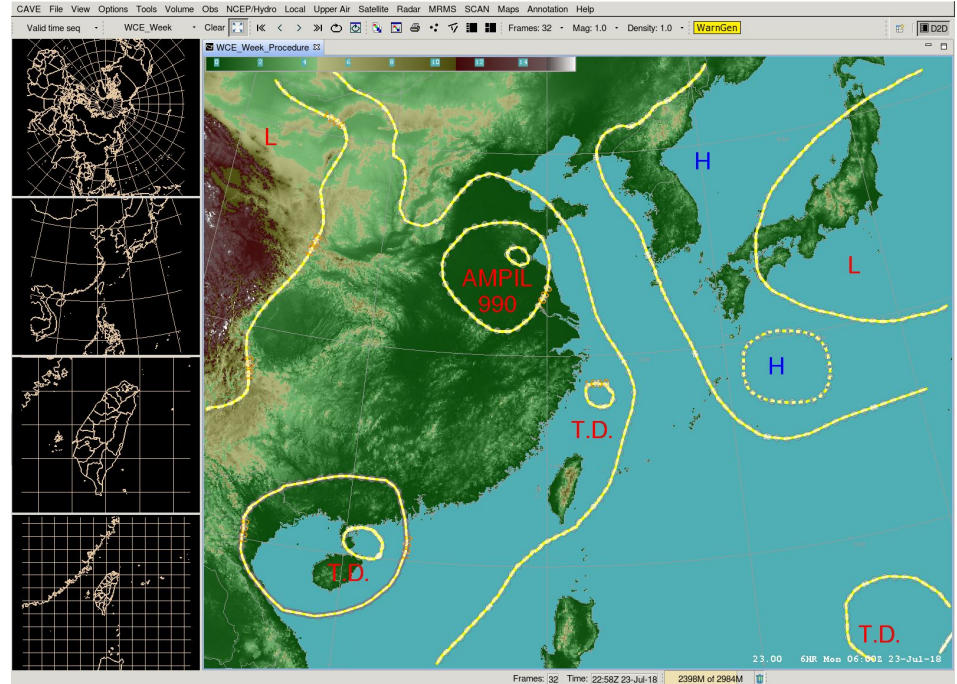 CAVE File View Options Tools Volume Obs NCEP/Hydro Local Upper Air Satellite Radar MRMS SCAN Maps Annotation Help
Valid time seq WCE_Week Clear Frames: 32 Mag: 1.0 Density: 1.0 WarnGen D2D
WCE_Week_Procedure
0 2 4 6 8 10 12 14
L
H
AMPIL
990
L
H
T.D.
T.D.
T.D.
23.00 6HR Mon 06:00Z 23-Jul-18
Frames: 32 Time: 22:58Z 23-Jul-18 2398M of 2984M